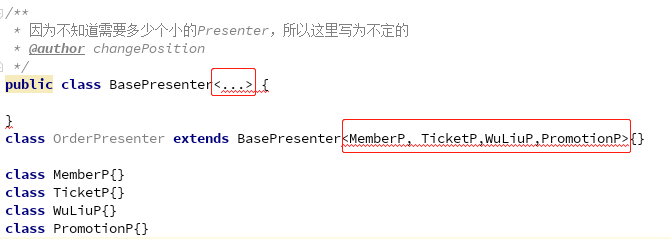 /**
 * 因为不知道需要多少个小的Presenter，所以这里写为不定的
 * @author changePosition
 */
public class BasePresenter<...> {
}
class OrderPresenter extends BasePresenter<MemberP, TicketP,WuLiuP,PromotionP>{}
class MemberP{}
class TicketP{}
class WuLiuP{}
class PromotionP{}